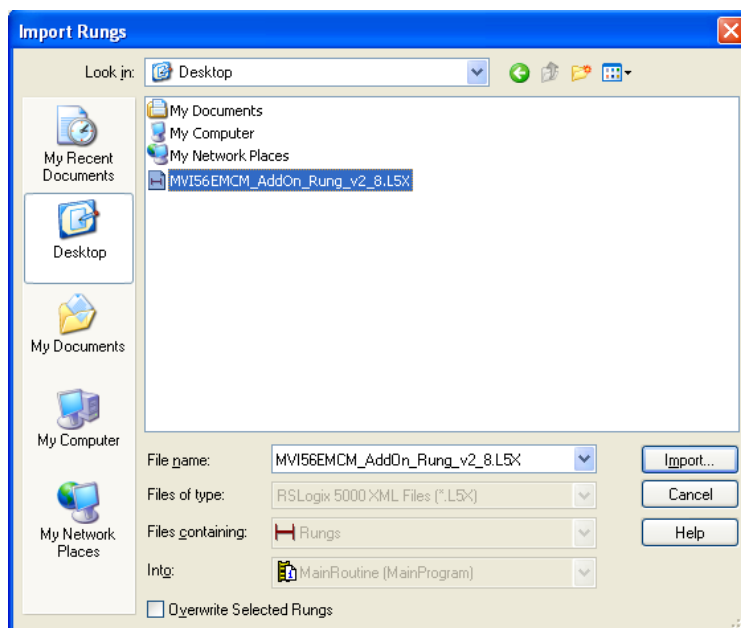 Import Rungs
Look in: Desktop
My Documents
My Computer
My Network Places
MVI56EMCM_AddOn_Rung_v2_8.L5X
My Recent
Documents
Desktop
My Documents
My Computer
My Network
Places
File name: MVI56EMCM_AddOn_Rung_v2_8.L5X Import...
Files of type: RSLogix 5000 XML Files (*.L5X) Cancel
Files containing: Rungs Help
Into: MainRoutine (MainProgram)
Overwrite Selected Rungs